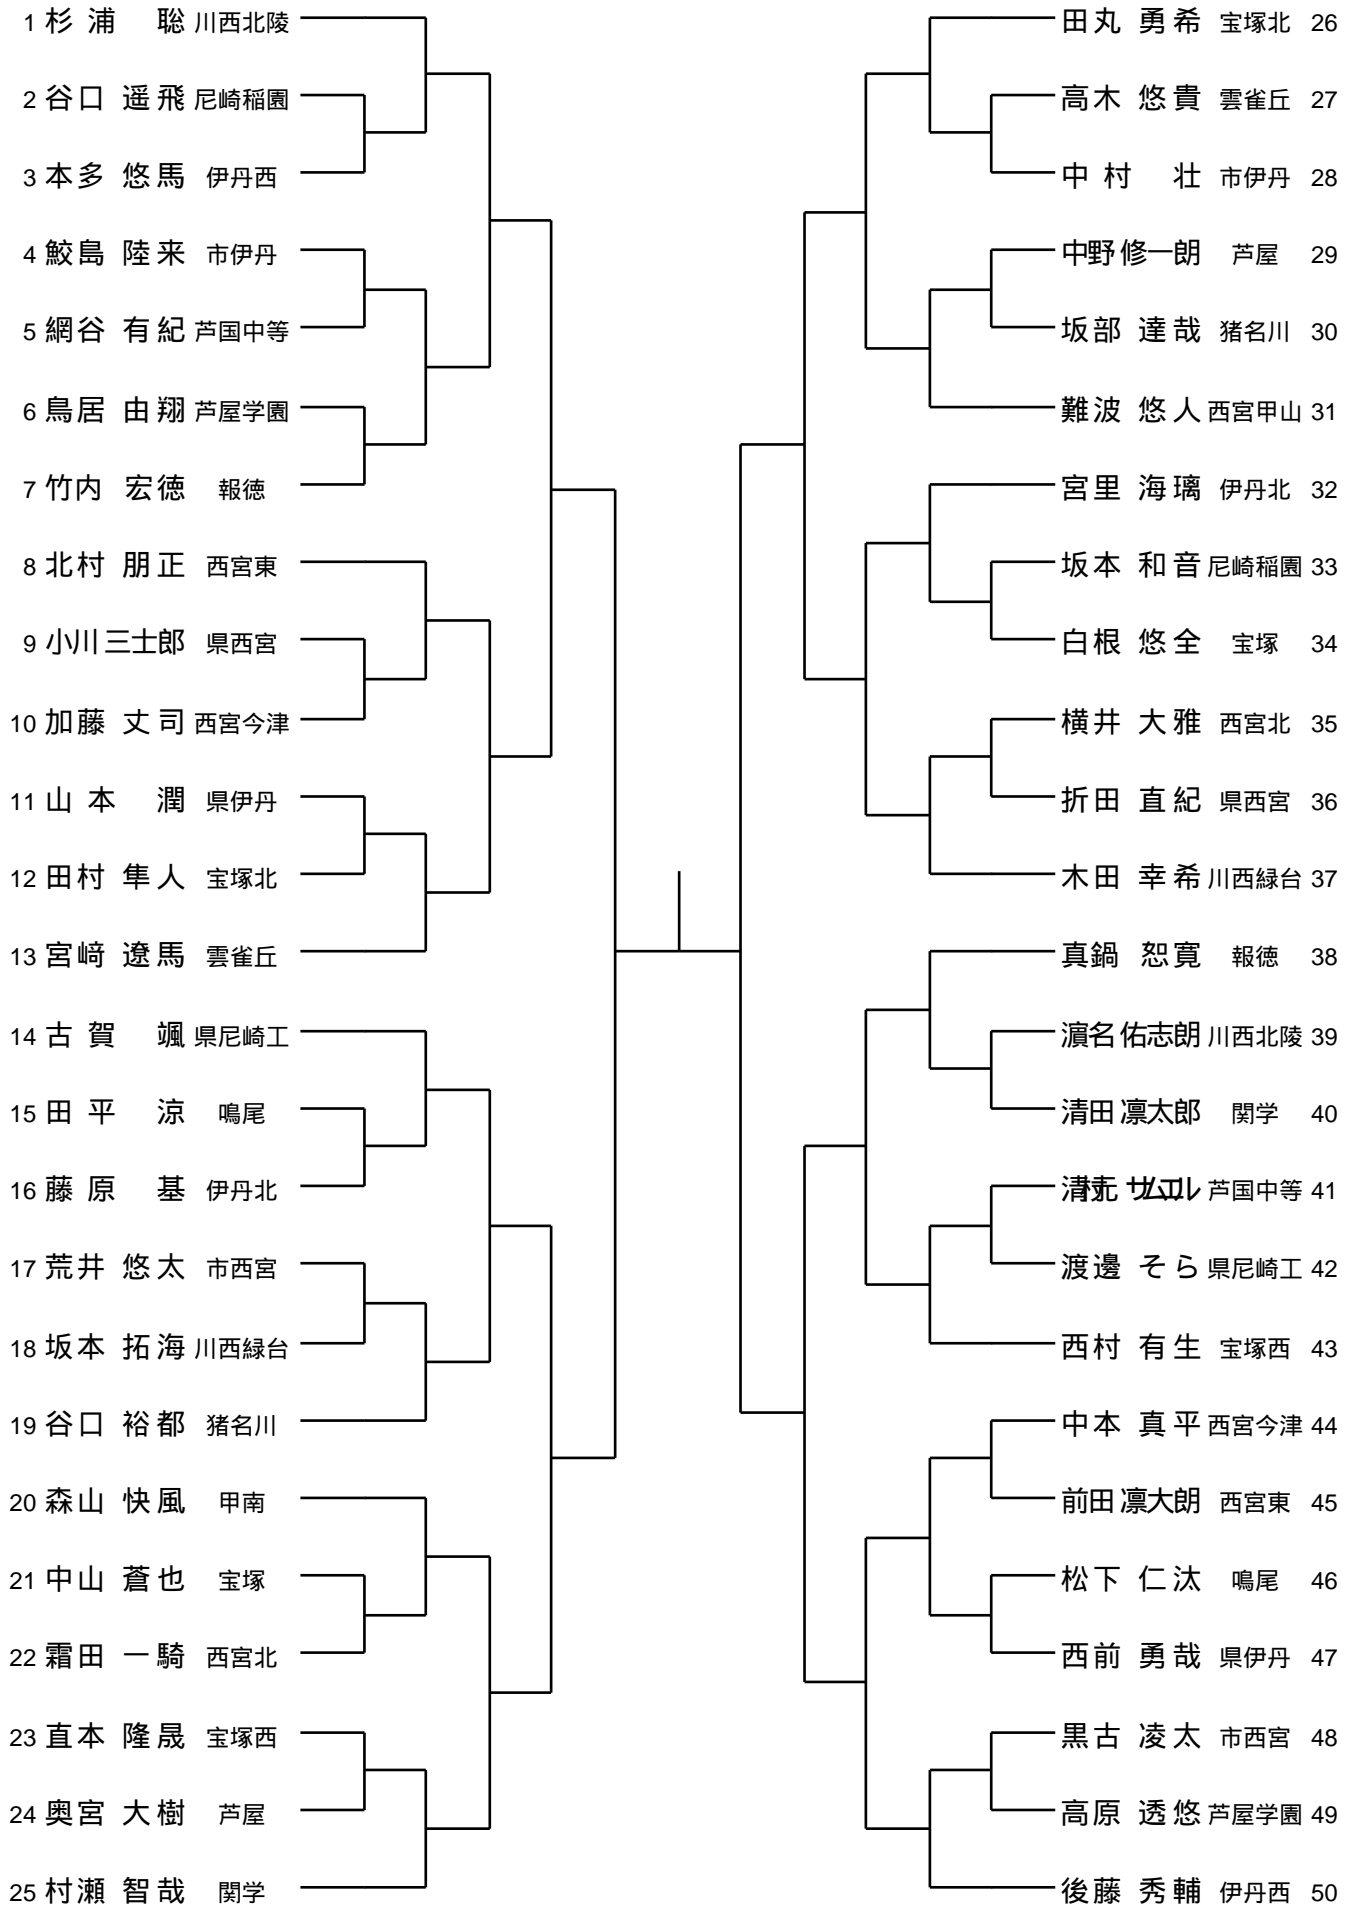 1 杉浦 聡 川西北陵
2 谷口 遥飛 尼崎稲園
3 本多 悠馬 伊丹西
4 鮫島 陸来 市伊丹
5 網谷 有紀 芦国中等
6 鳥居 由翔 芦屋学園
7 竹内 宏徳 報徳
8 北村 朋正 西宮東
9 小川 三士郎 県西宮
10 加藤 丈司 西宮今津
11 山本 潤 県伊丹
12 田村 隼人 宝塚北
13 宮﨑 遼馬 雲雀丘
14 古賀 颯 県尼崎工
15 田平 涼 鳴尾
16 藤原 基 伊丹北
17 荒井 悠太 市西宮
18 坂本 拓海 川西緑台
19 谷口 裕都 猪名川
20 森山 快風 甲南
21 中山 蒼也 宝塚
22 霜田 一騎 西宮北
23 直本 隆晟 宝塚西
24 奥宮 大樹 芦屋
25 村瀬 智哉 関学
田丸 勇希 宝塚北 26
高木 悠貴 雲雀丘 27
中村 壮 市伊丹 28
中野 修一朗 芦屋 29
坂部 達哉 猪名川 30
難波 悠人 西宮甲山 31
宮里 海璃 伊丹北 32
坂本 和音 尼崎稲園 33
白根 悠全 宝塚 34
横井 大雅 西宮北 35
折田 直紀 県西宮 36
木田 幸希 川西緑台 37
真鍋 恕寛 報徳 38
濵名 佑志朗 川西北陵 39
清田 凛太郎 関学 40
芦国中等 41
渡邊 そら 県尼崎工 42
西村 有生 宝塚西 43
中本 真平 西宮今津 44
前田 凛大朗 西宮東 45
松下 仁汰 鳴尾 46
西前 勇哉 県伊丹 47
黒古 凌太 市西宮 48
高原 透悠 芦屋学園 49
後藤 秀輔 伊丹西 50